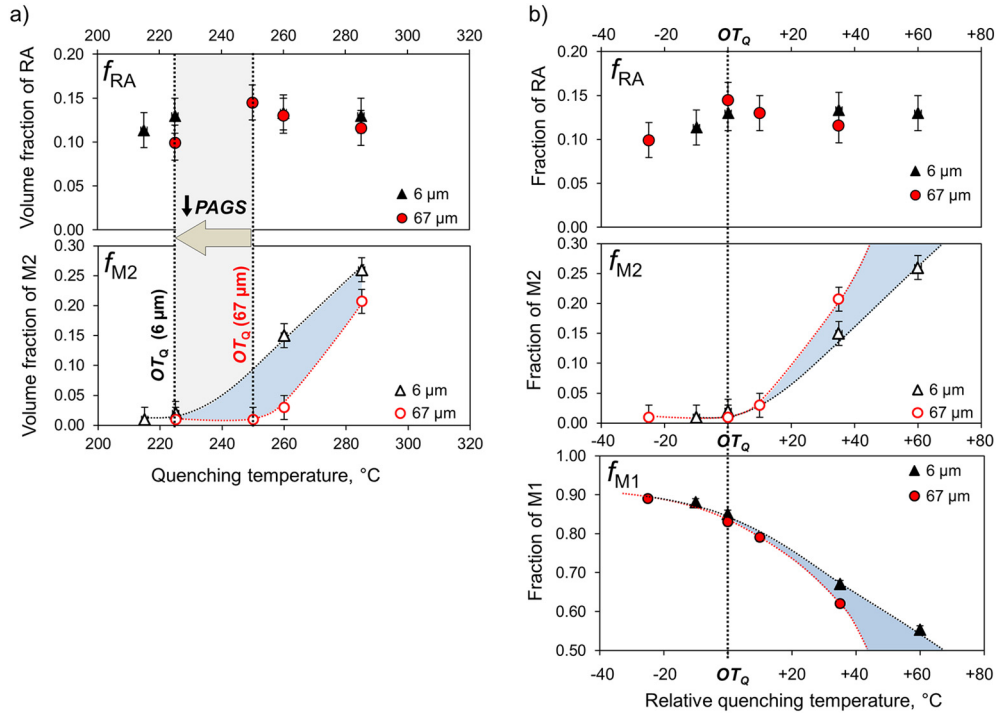 a)
200 220 240 260 280 300 320
0.20
0.15
0.10
0.05
0.00
Volume fraction of RA
fRA
6 µm
67 µm
↓PAGS
0.30
0.25
0.20
0.15
0.10
0.05
0.00
Volume fraction of M2
fM2
OTQ (6µm)
OTQ (67 µm)
6 µm
67 µm
200 220 240 260 280 300 320
Quenching temperature, °C
b)
-40 -20 OTQ +20 +40 +60 +80
0.20
0.15
0.10
0.05
0.00
Fraction of RA
fRA
6 µm
67 µm
0.30
0.25
0.20
0.15
0.10
0.05
0.00
Fraction of M2
fM2
6 µm
67 µm
-40 -20 OTQ +20 +40 +60 +80
1.00
0.90
0.80
0.70
0.60
0.50
Fraction of M1
fM1
6 µm
67 µm
-40 -20 OTQ +20 +40 +60 +80
Relative quenching temperature, °C